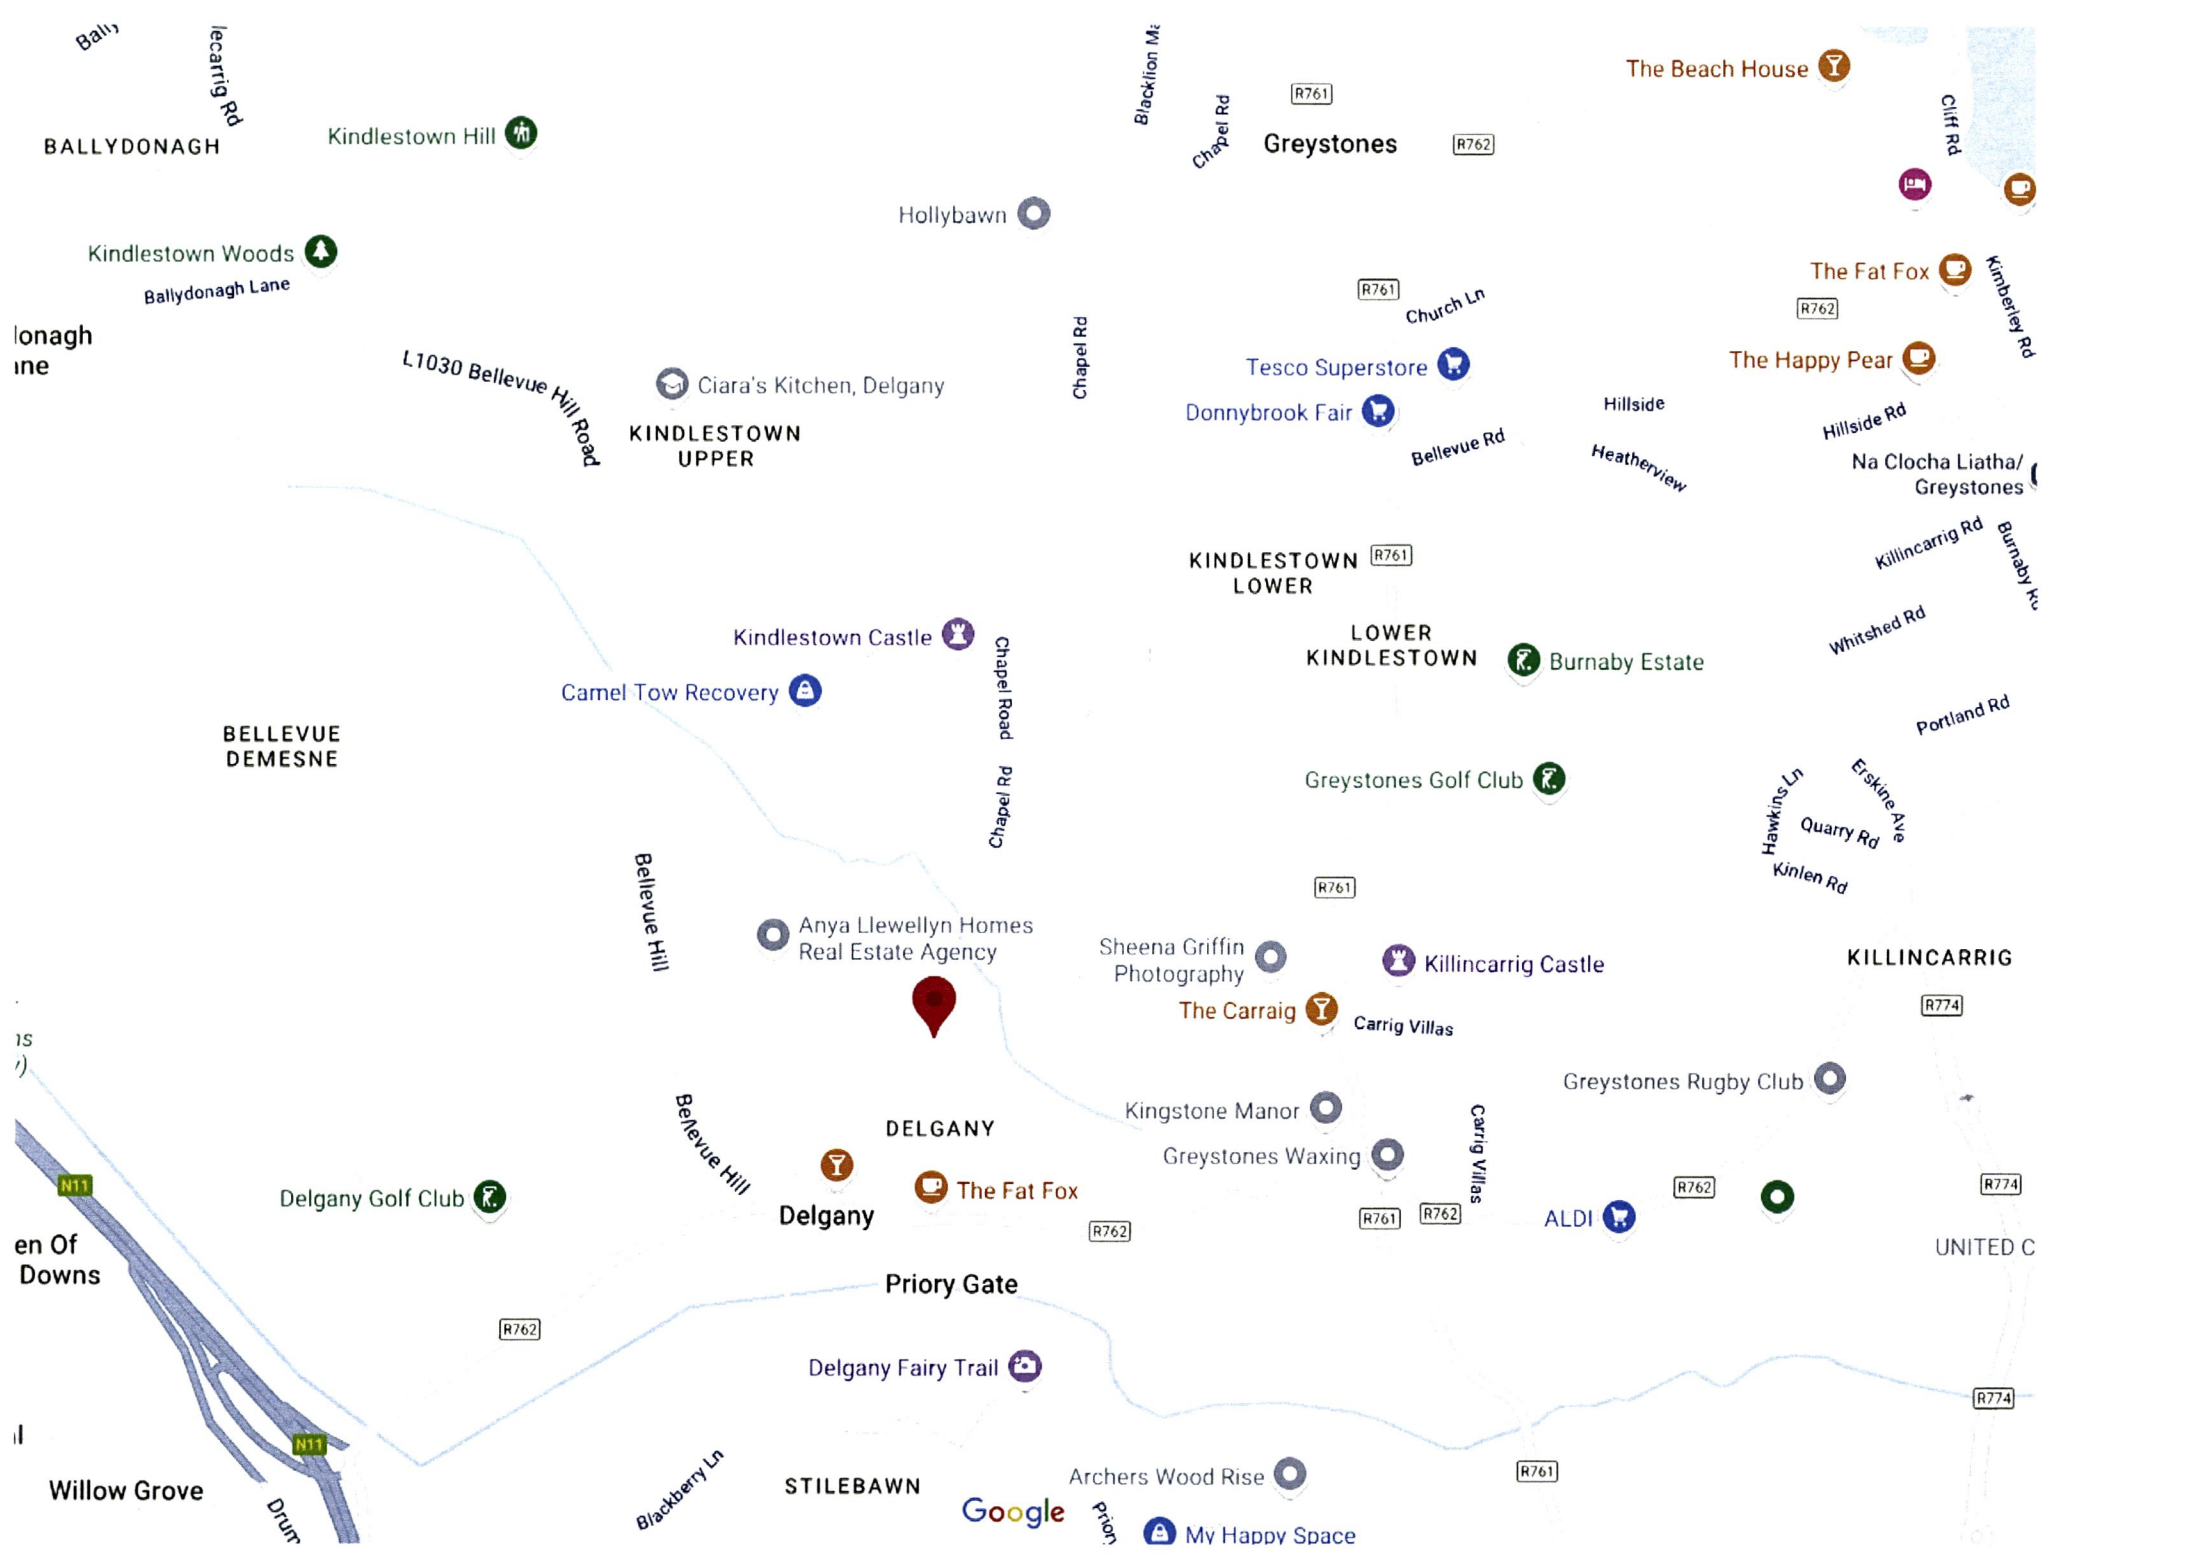 Bally
lecarrig Rd
BALLYDONAGH
Kindlestown Hill
Blacklion Ma
Chapel Rd
R761
Greystones
R762
The Beach House
Cliff Rd
Hollybawn
Kindlestown Woods
Ballydonagh Lane
lonagh
ne
L1030 Bellevue Hill Road
Ciara's Kitchen, Delgany
KINDLESTOWN
UPPER
Chapel Rd
R761
Church Ln
The Fat Fox
R762
Kimberley Rd
Tesco Superstore
The Happy Pear
Donnybrook Fair
Hillside
Hillside Rd
Bellevue Rd
Heatherview
Na Clocha Liatha/
Greystones
Killincarrig Rd
Burnaby Rd
KINDLESTOWN
LOWER
R761
Kindlestown Castle
Chapel Road
LOWER
KINDLESTOWN
Burnaby Estate
Whitshed Rd
Camel Tow Recovery
Portland Rd
BELLEVUE
DEMESNE
Chapel Rd
Greystones Golf Club
Hawkins Ln
Erskine Ave
Quarry Rd
Kinlen Rd
Bellevue Hill
R761
Anya Llewellyn Homes
Real Estate Agency
Sheena Griffin
Photography
Killincarrig Castle
KILLINCARRIG
The Carraig
Carrig Villas
R774
ns
)
Greystones Rugby Club
Kingstone Manor
Bellevue Hill
DELGANY
Greystones Waxing
Carrig Villas
N11
Delgany Golf Club
The Fat Fox
R762
R774
Delgany
R762
R761
R762
ALDI
en Of
Downs
UNITED C
Priory Gate
R762
Delgany Fairy Trail
R774
l
N11
Willow Grove
Drum
Blackberry Ln
STILEBAWN
Archers Wood Rise
R761
Google
Priory
My Happy Space